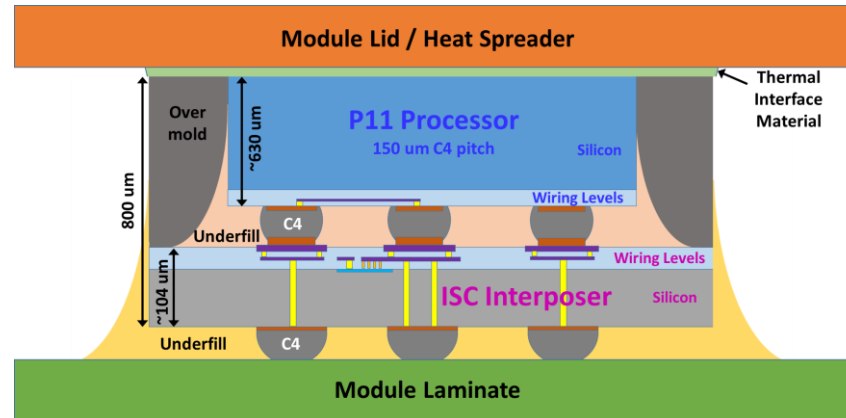 Module Lid / Heat Spreader
Thermal
Interface
Material
Over
mold
P11 Processor
150 um C4 pitch
Silicon
~630 um
800 um
Wiring Levels
C4
Underfill
Wiring Levels
~104 um
ISC Interposer
Silicon
Underfill
C4
Module Laminate